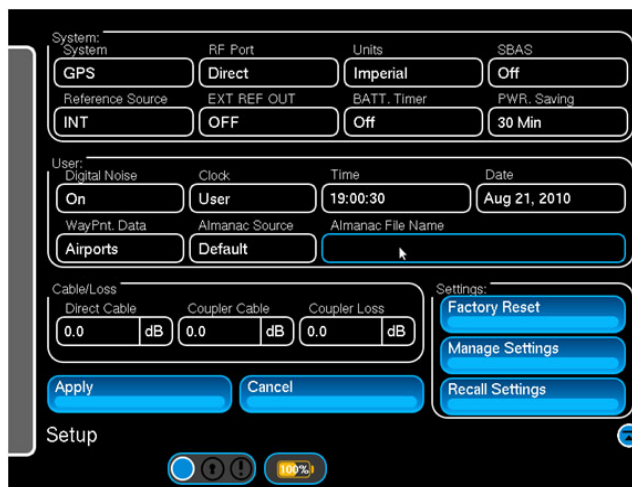 System:
System RF Port Units SBAS
GPS Direct Imperial Off
Reference Source EXT REF OUT BATT. Timer PWR. Saving
INT OFF Off 30 Min
User:
Digital Noise Clock Time Date
On User 19:00:30 Aug 21, 2010
WayPnt. Data Almanac Source Almanac File Name
Airports Default
Cable/Loss Settings:
Direct Cable Coupler Cable Coupler Loss
0.0 dB 0.0 dB 0.0 dB
Factory Reset
Manage Settings
Apply Cancel Recall Settings
Setup
100%